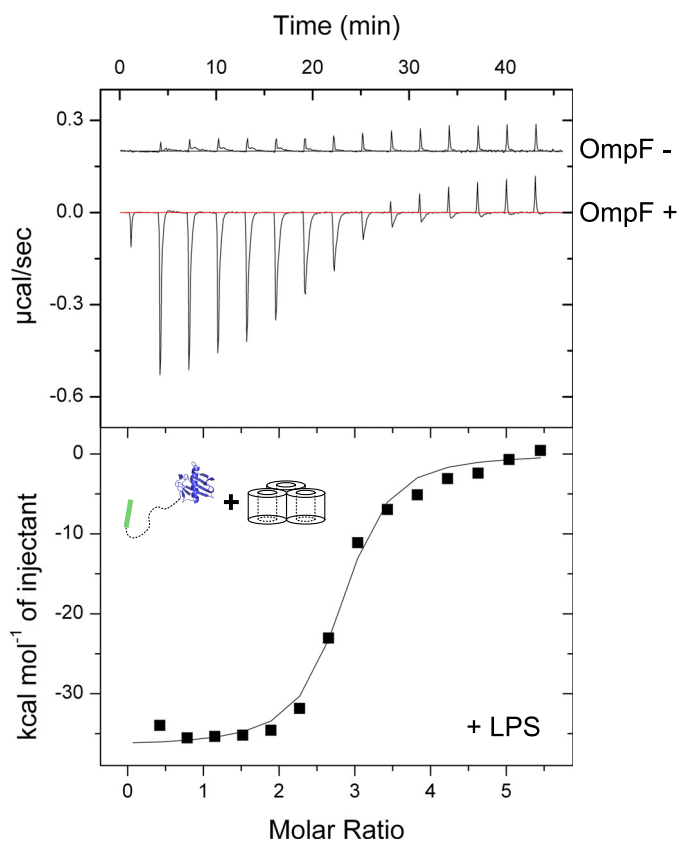 Time (min)
0 10 20 30 40
0.3
0.0
-0.3
-0.6
µcal/sec
OmpF -
OmpF +
0
-10
-20
-30
kcal mol⁻¹ of injectant
+
+ LPS
0 1 2 3 4 5
Molar Ratio